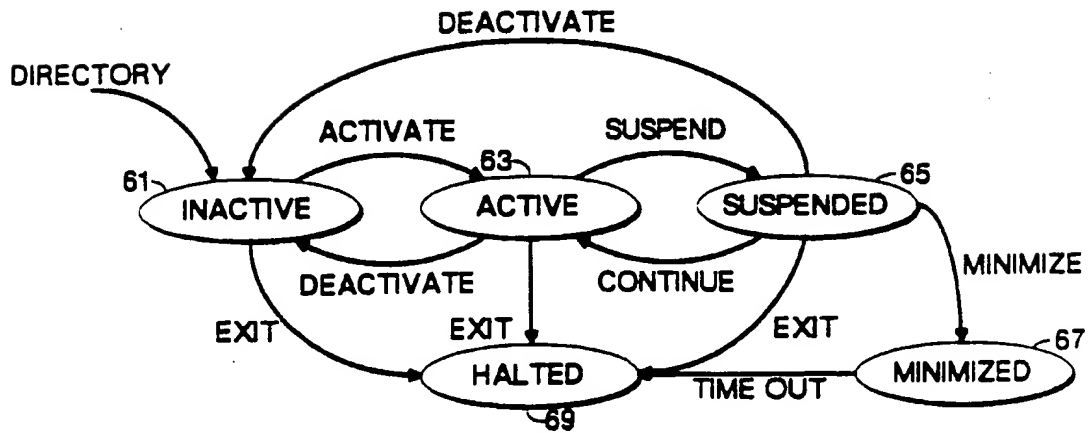 DEACTIVATE
DIRECTORY
ACTIVATE
SUSPEND
61
63
65
INACTIVE
ACTIVE
SUSPENDED
DEACTIVATE
CONTINUE
MINIMIZE
EXIT
EXIT
EXIT
67
HALTED
TIME OUT
MINIMIZED
69